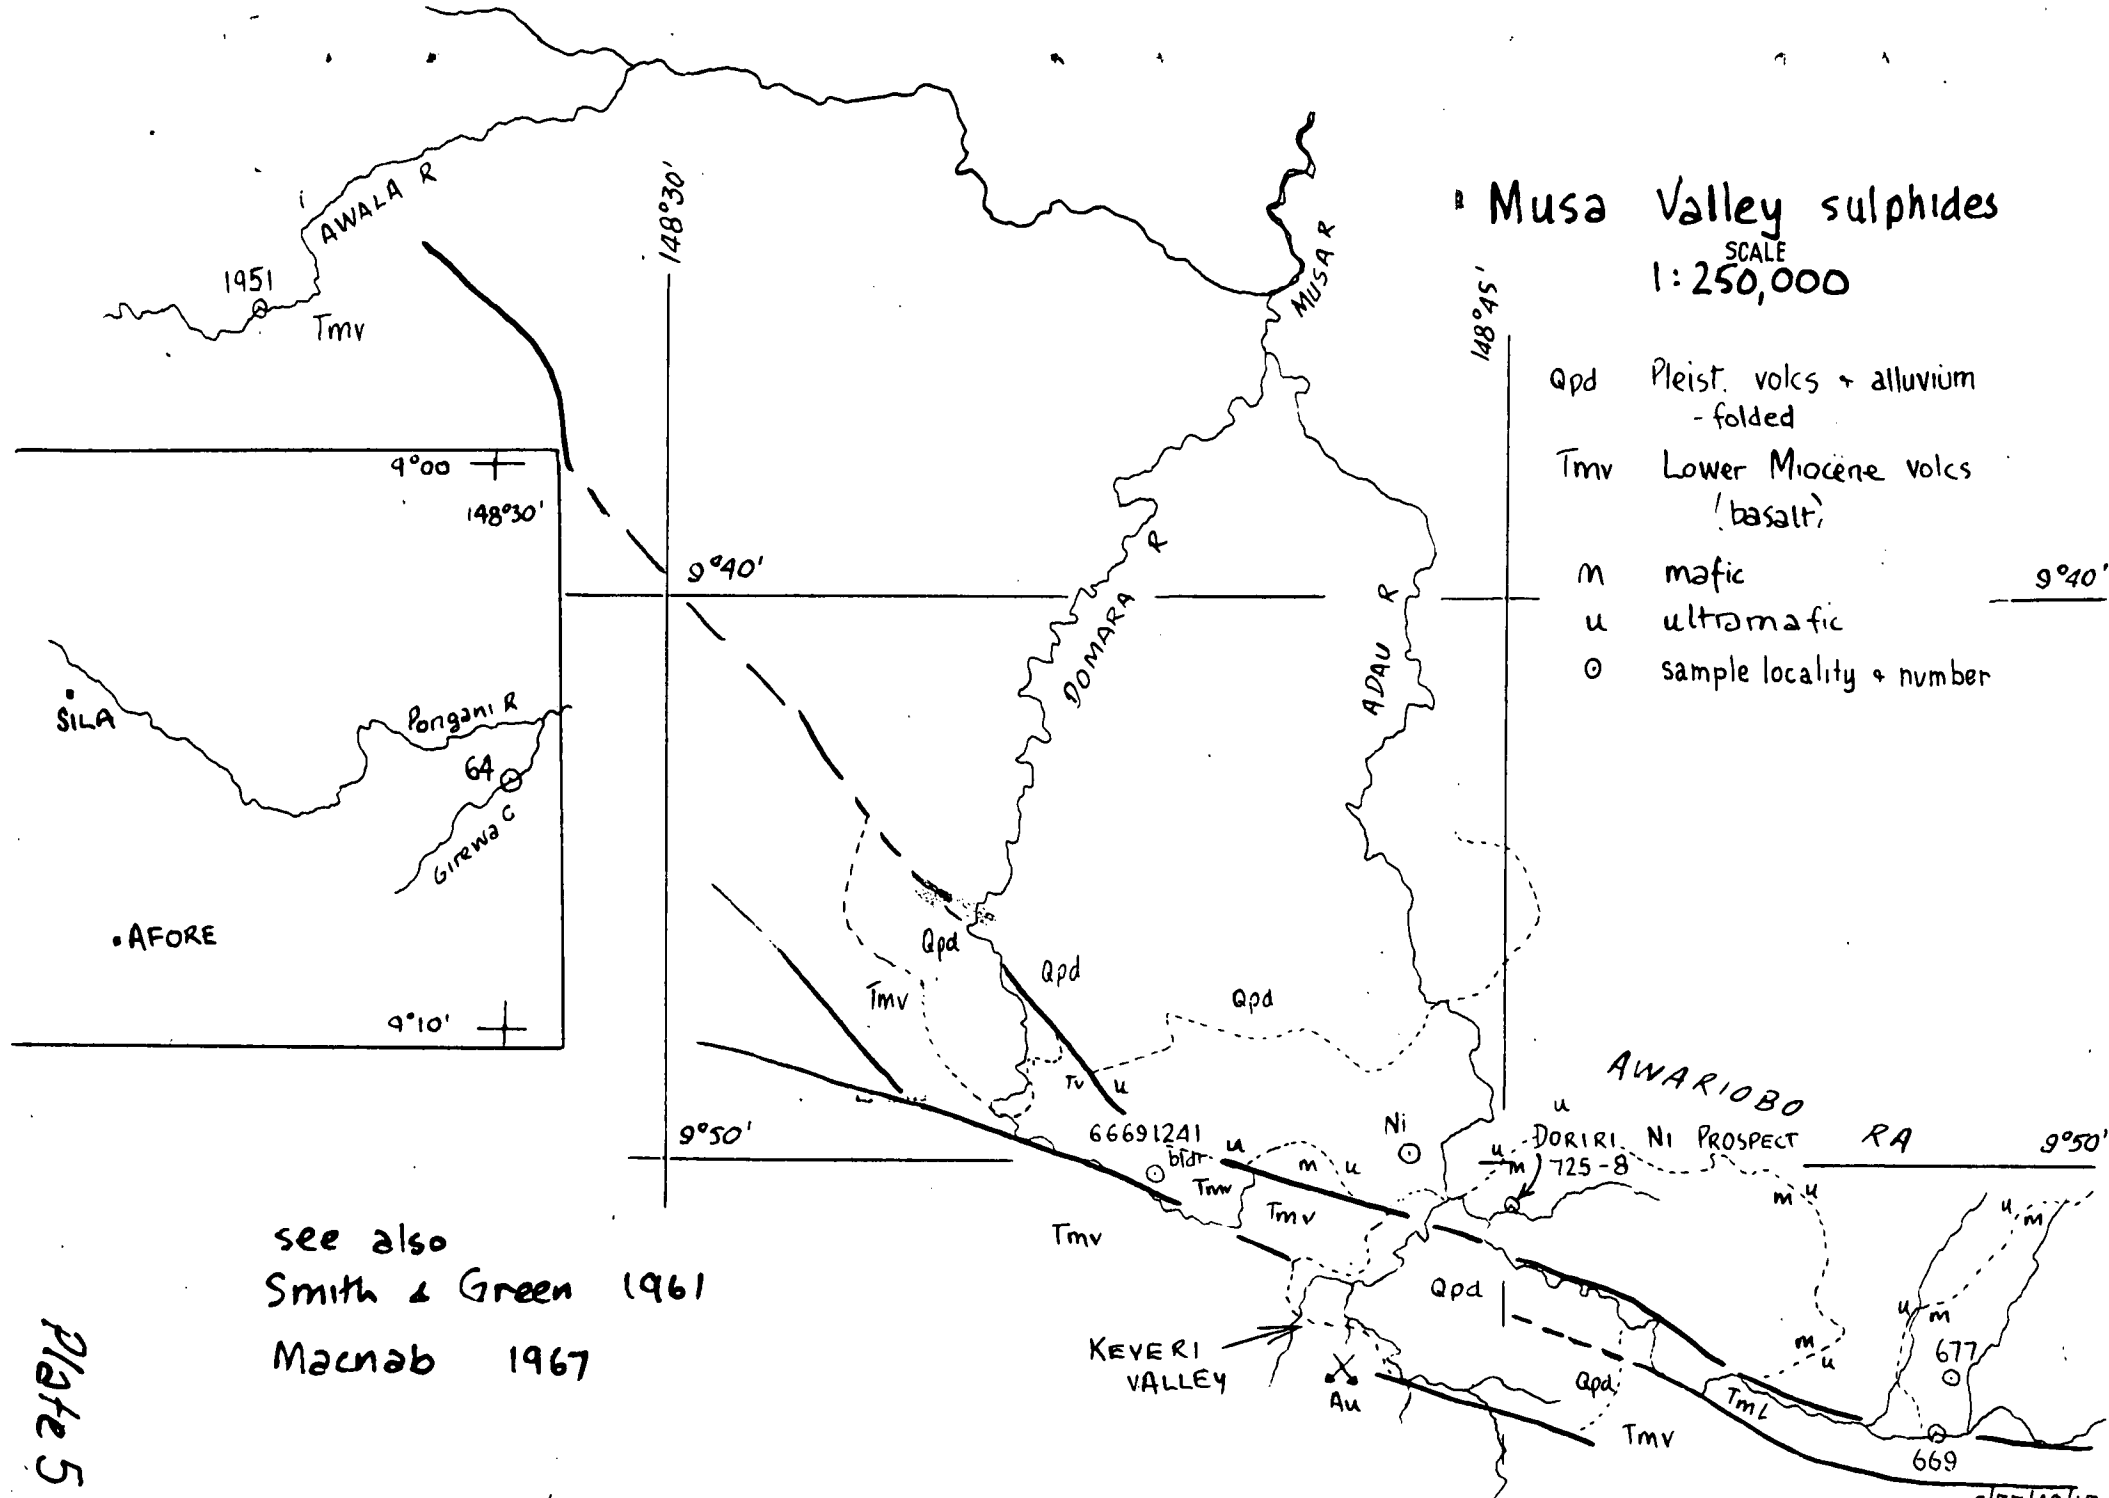 Musa Valley sulphides
SCALE
1:250,000
Qpd Pleist. volcs + alluvium
- folded
Tmv Lower Miocene volcs
(basalt)
m mafic
u ultramafic
⊙ sample locality + number
AWALA R
1951
Tmv
148°30'
MUSA R
148°45'
9°00
148°30'
9°40'
9°40'
DOMARA R
ADAU R
SILA
Pongani R
64
Girewa C
AFORE
9°10'
Qpd
Qpd
Tmv
Qpd
Tv
u
AWARIOBO RA
9°50'
66691241
bldr
u
m
u
Ni
u
DORIRI NI PROSPECT
725-8
u
m
9°50'
Tmv
Tmv
Tmv
m
u
u
m
Qpd
u
m
KEVERI
VALLEY
Au
m
u
677
Qpd
TmL
Tmv
669
see also
Smith & Green 1961
Macnab 1967
Plate 5